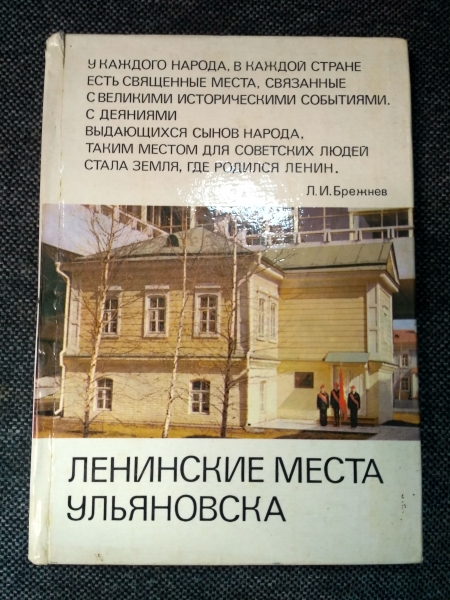 У КАЖДОГО НАРОДА, В КАЖДОЙ СТРАНЕ
ЕСТЬ СВЯЩЕННЫЕ МЕСТА, СВЯЗАННЫЕ
С ВЕЛИКИМИ ИСТОРИЧЕСКИМИ СОБЫТИЯМИ,
С ДЕЯНИЯМИ
ВЫДАЮЩИХСЯ СЫНОВ НАРОДА,
ТАКИМ МЕСТОМ ДЛЯ СОВЕТСКИХ ЛЮДЕЙ
СТАЛА ЗЕМЛЯ, ГДЕ РОДИЛСЯ ЛЕНИН.
Л.И.Брежнев
ЛЕНИНСКИЕ МЕСТА
УЛЬЯНОВСКА